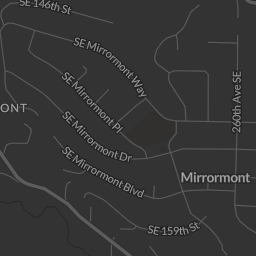 SE 146th St
SE Mirrormont Way
260th Ave SE
SE Mirrormont Pl
ONT
SE Mirrormont Dr
SE Mirrormont Blvd
Mirrormont
SE 159th St